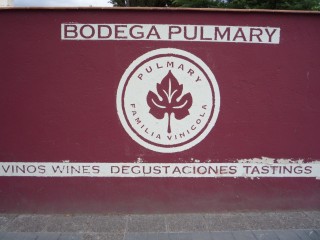 BODEGA PULMARY
PULMARY
FAMILIA VINICOLA
VINOS WINES DEGUSTACIONES TASTINGS